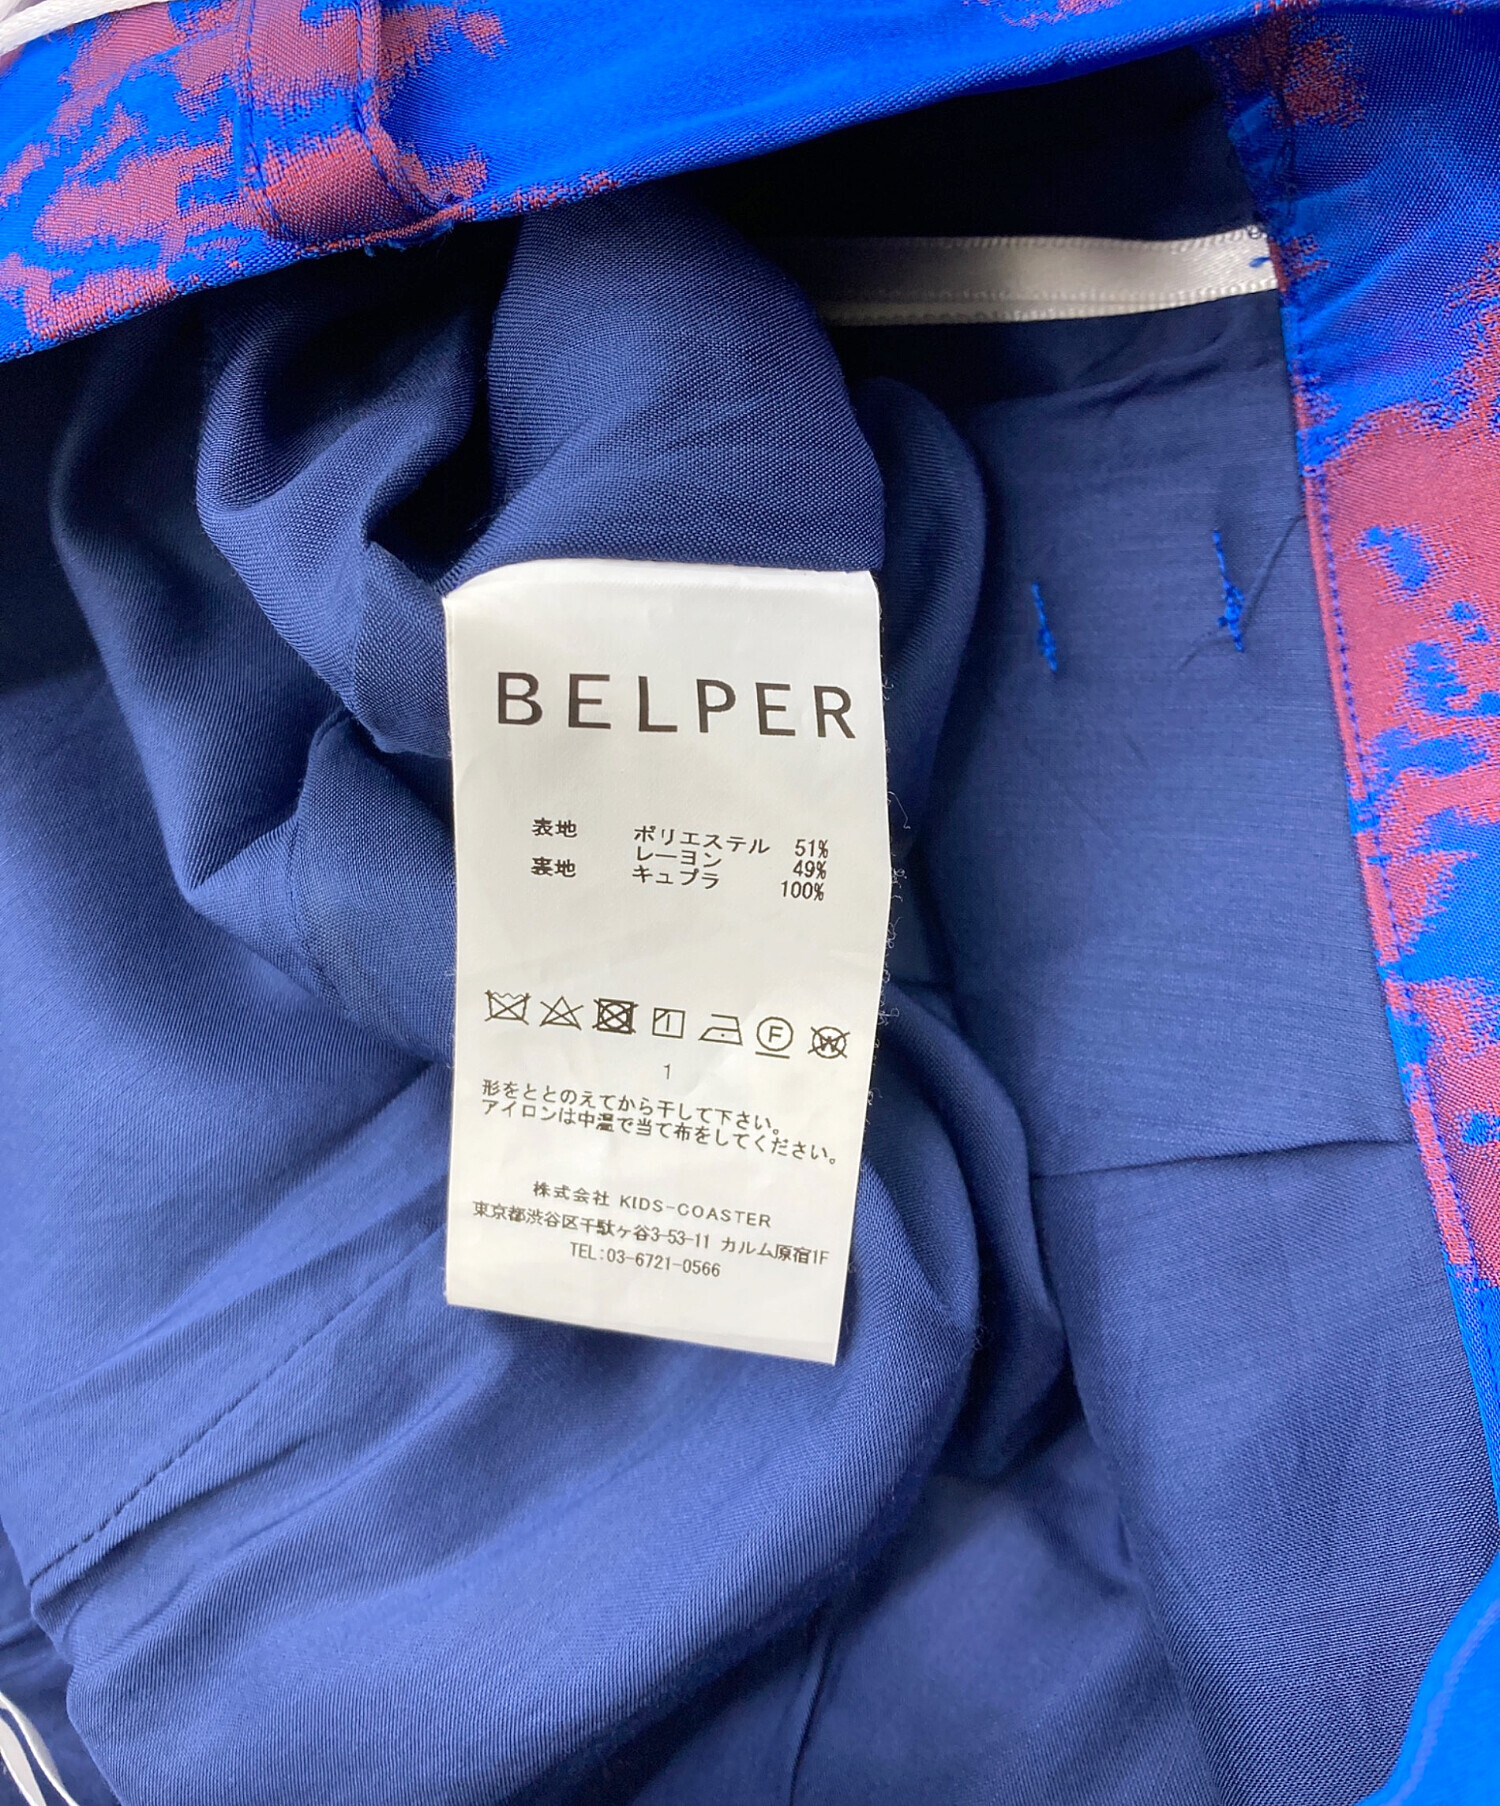 BELPER
表地 ポリエステル 51%
レーヨン 49%
裏地 キュプラ 100%
F W
1
形をととのえてから干して下さい。
アイロンは中温で当て布をしてください。
株式会社 KIDS-COASTER
東京都渋谷区千駄ヶ谷3-53-11 カルム原宿1F
TEL:03-6721-0566